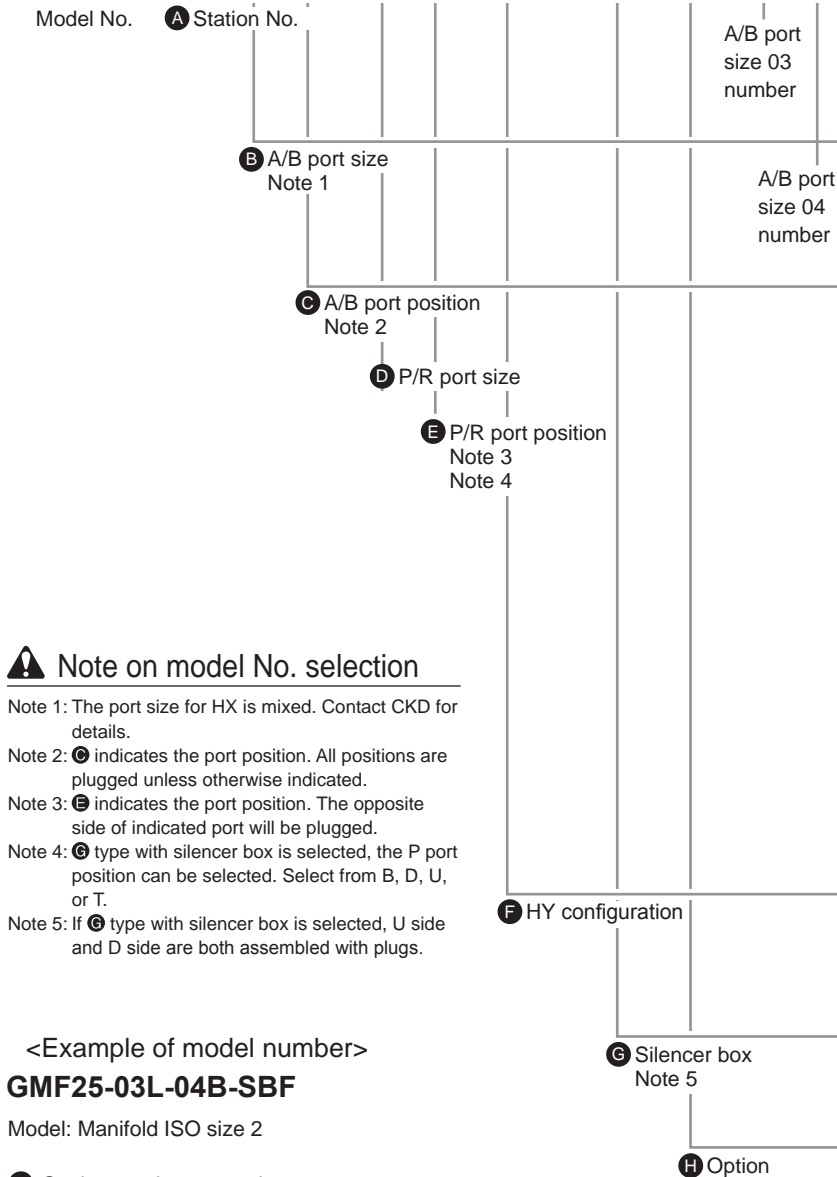 Model No.
A Station No.
A/B port
size 03
number
B A/B port size
Note 1
A/B port
size 04
number
C A/B port position
Note 2
D P/R port size
E P/R port position
Note 3
Note 4
Note on model No. selection
Note 1: The port size for HX is mixed. Contact CKD for
details.
Note 2: C indicates the port position. All positions are
plugged unless otherwise indicated.
Note 3: E indicates the port position. The opposite
side of indicated port will be plugged.
Note 4: G type with silencer box is selected, the P port
position can be selected. Select from B, D, U,
or T.
Note 5: If G type with silencer box is selected, U side
and D side are both assembled with plugs.
F HY configuration
<Example of model number>
GMF25-03L-04B-SBF
G Silencer box
Note 5
Model: Manifold ISO size 2
H Option